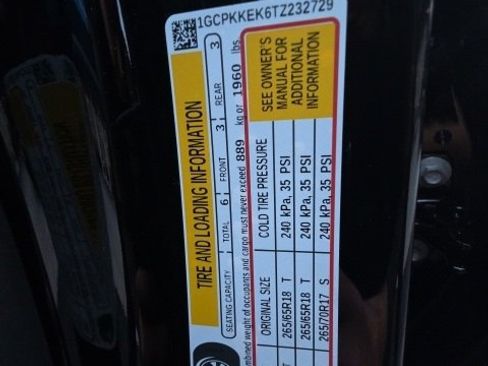 1GCPKKEK6TZ232729
TIRE AND LOADING INFORMATION
SEATING CAPACITY TOTAL 6 FRONT 3 REAR 3
combined weight of occupants and cargo must never exceed 889 kg or 1960 lbs
ORIGINAL SIZE COLD TIRE PRESSURE
265/65R18 T 240 kPa, 35 PSI
265/65R18 T 240 kPa, 35 PSI
265/70R17 S 240 kPa, 35 PSI
SEE OWNER'S
MANUAL FOR
ADDITIONAL
INFORMATION